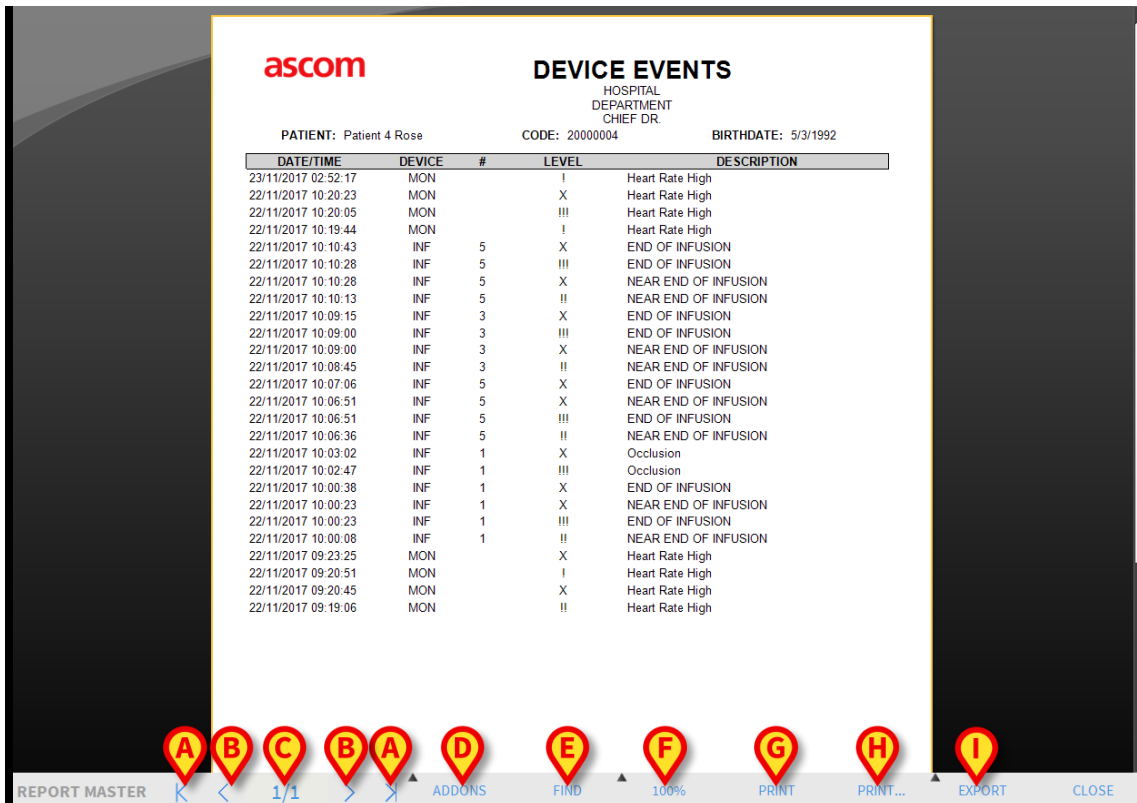 ascom
DEVICE EVENTS
HOSPITAL
DEPARTMENT
CHIEF DR.
PATIENT: Patient 4 Rose CODE: 20000004 BIRTHDATE: 5/3/1992
DATE/TIME DEVICE # LEVEL DESCRIPTION
23/11/2017 02:52:17 MON ! Heart Rate High
22/11/2017 10:20:23 MON X Heart Rate High
22/11/2017 10:20:05 MON !!! Heart Rate High
22/11/2017 10:19:44 MON ! Heart Rate High
22/11/2017 10:10:43 INF 5 X END OF INFUSION
22/11/2017 10:10:28 INF 5 !!! END OF INFUSION
22/11/2017 10:10:28 INF 5 X NEAR END OF INFUSION
22/11/2017 10:10:13 INF 5 !! NEAR END OF INFUSION
22/11/2017 10:09:15 INF 3 X END OF INFUSION
22/11/2017 10:09:00 INF 3 !!! END OF INFUSION
22/11/2017 10:09:00 INF 3 X NEAR END OF INFUSION
22/11/2017 10:08:45 INF 3 !! NEAR END OF INFUSION
22/11/2017 10:07:06 INF 5 X END OF INFUSION
22/11/2017 10:06:51 INF 5 X NEAR END OF INFUSION
22/11/2017 10:06:51 INF 5 !!! END OF INFUSION
22/11/2017 10:06:36 INF 5 !! NEAR END OF INFUSION
22/11/2017 10:03:02 INF 1 X Occlusion
22/11/2017 10:02:47 INF 1 !!! Occlusion
22/11/2017 10:00:38 INF 1 X END OF INFUSION
22/11/2017 10:00:23 INF 1 X NEAR END OF INFUSION
22/11/2017 10:00:23 INF 1 !!! END OF INFUSION
22/11/2017 10:00:08 INF 1 !! NEAR END OF INFUSION
22/11/2017 09:23:25 MON X Heart Rate High
22/11/2017 09:20:51 MON ! Heart Rate High
22/11/2017 09:20:45 MON X Heart Rate High
22/11/2017 09:19:06 MON !! Heart Rate High
A B C B A D E F G H I
REPORT MASTER 1/1 ADDONS FIND 100% PRINT PRINT... EXPORT CLOSE